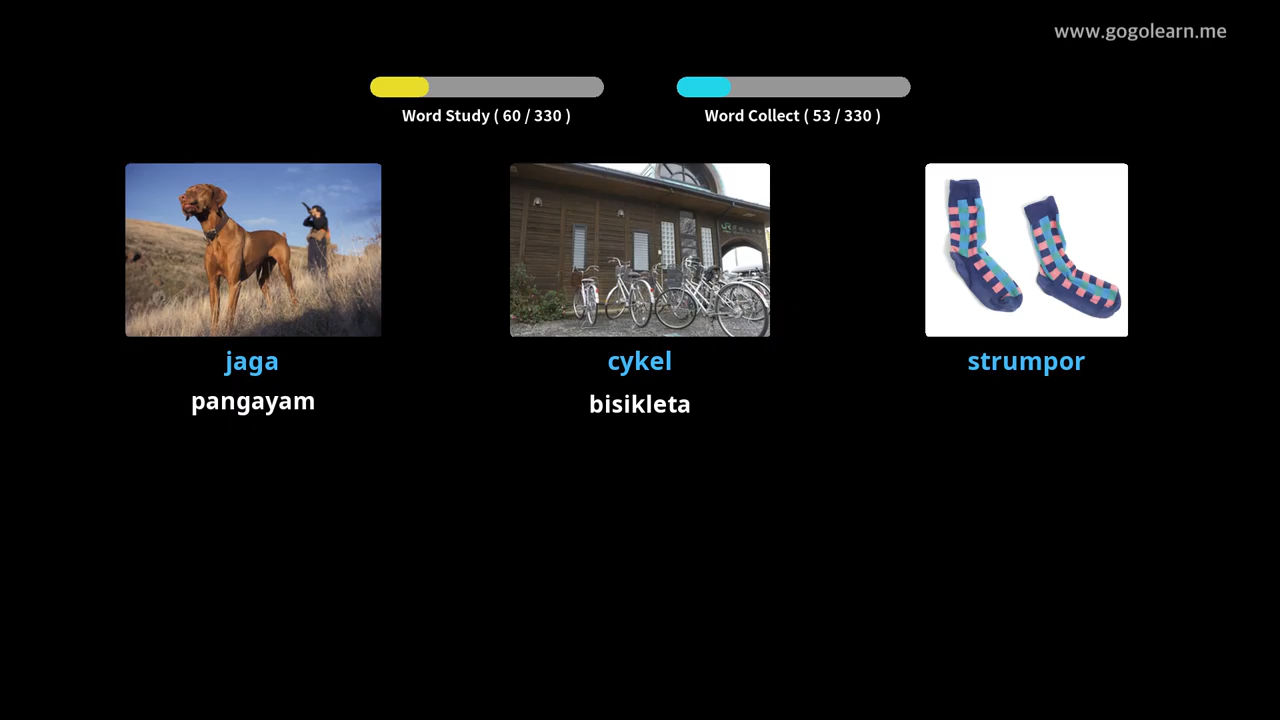 www.gogolearn.me
Word Study ( 60 / 330 )
Word Collect ( 53 / 330 )
jaga
cykel
strumpor
pangayam
bisikleta